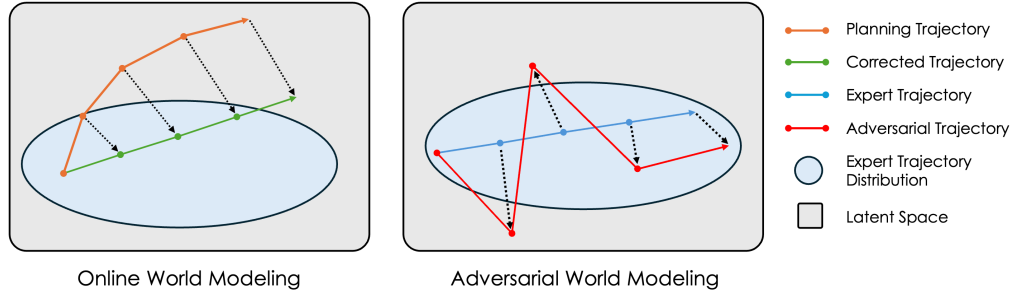 Planning Trajectory
Corrected Trajectory
Expert Trajectory
Adversarial Trajectory
Expert Trajectory
Distribution
Latent Space
Online World Modeling
Adversarial World Modeling